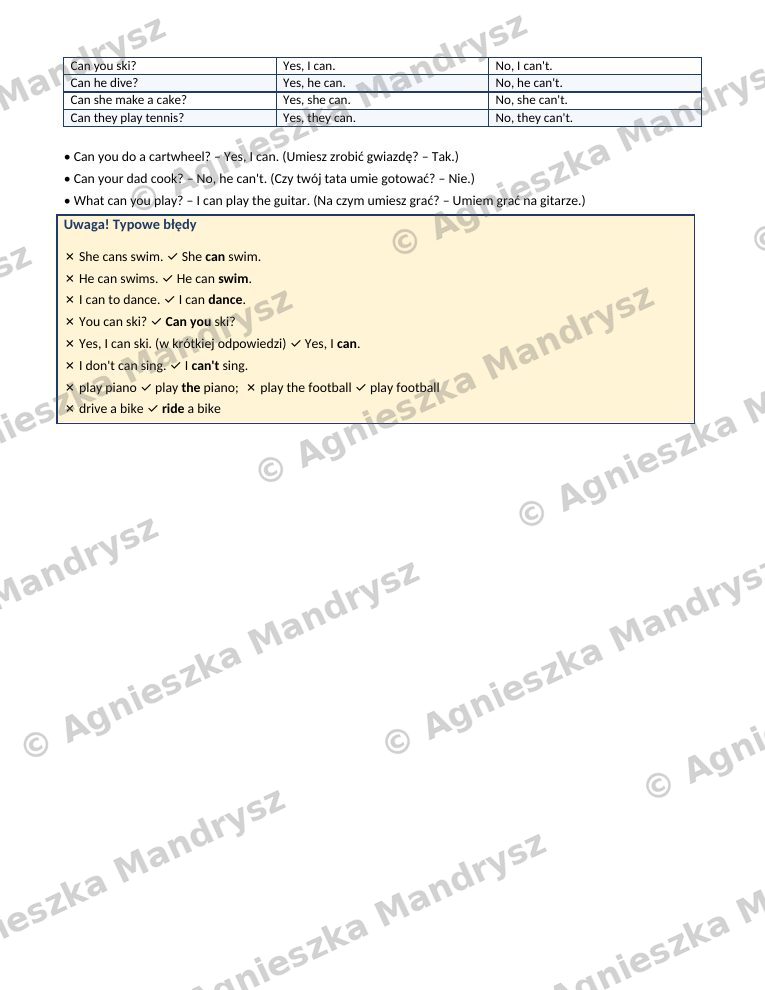 Can you ski? Yes, I can. No, I can't.
Can he dive? Yes, he can. No, he can't.
Can she make a cake? Yes, she can. No, she can't.
Can they play tennis? Yes, they can. No, they can't.
• Can you do a cartwheel? – Yes, I can. (Umiesz zrobić gwiazdę? – Tak.)
• Can your dad cook? – No, he can't. (Czy twój tata umie gotować? – Nie.)
• What can you play? – I can play the guitar. (Na czym umiesz grać? – Umiem grać na gitarze.)
Uwaga! Typowe błędy
✕ She cans swim. ✓ She can swim.
✕ He can swims. ✓ He can swim.
✕ I can to dance. ✓ I can dance.
✕ You can ski? ✓ Can you ski?
✕ Yes, I can ski. (w krótkiej odpowiedzi) ✓ Yes, I can.
✕ I don't can sing. ✓ I can't sing.
✕ play piano ✓ play the piano; ✕ play the football ✓ play football
✕ drive a bike ✓ ride a bike
© Agnieszka Mandrysz